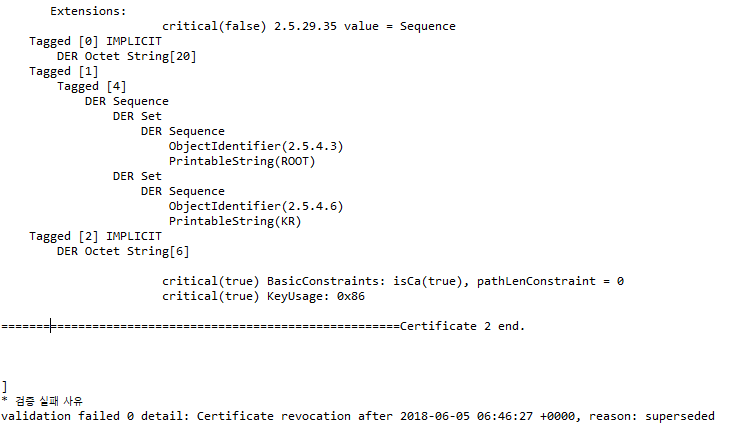 Extensions:
critical(false) 2.5.29.35 value = Sequence
Tagged [0] IMPLICIT
DER Octet String[20]
Tagged [1]
Tagged [4]
DER Sequence
DER Set
DER Sequence
ObjectIdentifier(2.5.4.3)
PrintableString(ROOT)
DER Set
DER Sequence
ObjectIdentifier(2.5.4.6)
PrintableString(KR)
Tagged [2] IMPLICIT
DER Octet String[6]
critical(true) BasicConstraints: isCa(true), pathLenConstraint = 0
critical(true) KeyUsage: 0x86
=========================================================Certificate 2 end.
]
* 검증 실패 사유
validation failed 0 detail: Certificate revocation after 2018-06-05 06:46:27 +0000, reason: superseded